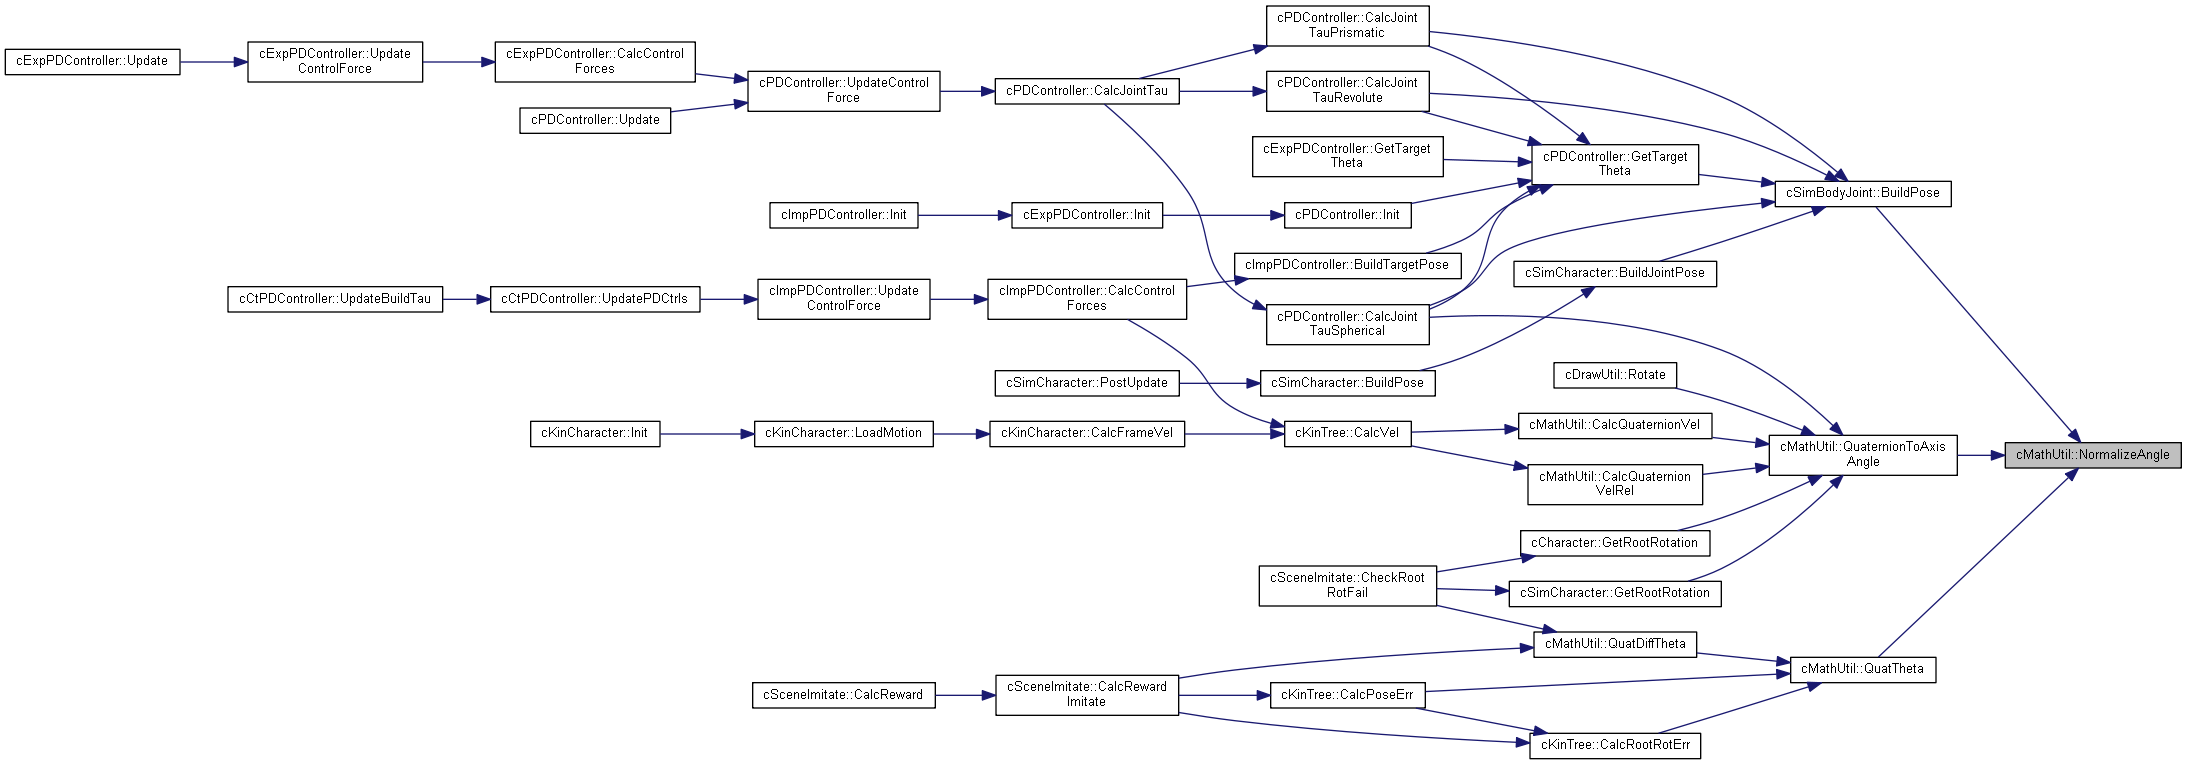 cPDController::CalcJoint
TauPrismatic
cExpPDController::Update
cExpPDController::Update
ControlForce
cExpPDController::CalcControl
Forces
cPDController::UpdateControl
Force
cPDController::CalcJointTau
cPDController::CalcJoint
TauRevolute
cPDController::Update
cExpPDController::GetTarget
Theta
cPDController::GetTarget
Theta
cSimBodyJoint::BuildPose
cImpPDController::Init
cExpPDController::Init
cPDController::Init
cImpPDController::BuildTargetPose
cSimCharacter::BuildJointPose
cCtPDController::UpdateBuildTau
cCtPDController::UpdatePDCtrls
cImpPDController::Update
ControlForce
cImpPDController::CalcControl
Forces
cPDController::CalcJoint
TauSpherical
cSimCharacter::PostUpdate
cSimCharacter::BuildPose
cDrawUtil::Rotate
cKinCharacter::Init
cKinCharacter::LoadMotion
cKinCharacter::CalcFrameVel
cKinTree::CalcVel
cMathUtil::CalcQuaternionVel
cMathUtil::QuaternionToAxis
Angle
cMathUtil::NormalizeAngle
cMathUtil::CalcQuaternion
VelRel
cCharacter::GetRootRotation
cSceneImitate::CheckRoot
RotFail
cSimCharacter::GetRootRotation
cMathUtil::QuatDiffTheta
cMathUtil::QuatTheta
cSceneImitate::CalcReward
cSceneImitate::CalcReward
Imitate
cKinTree::CalcPoseErr
cKinTree::CalcRootRotErr